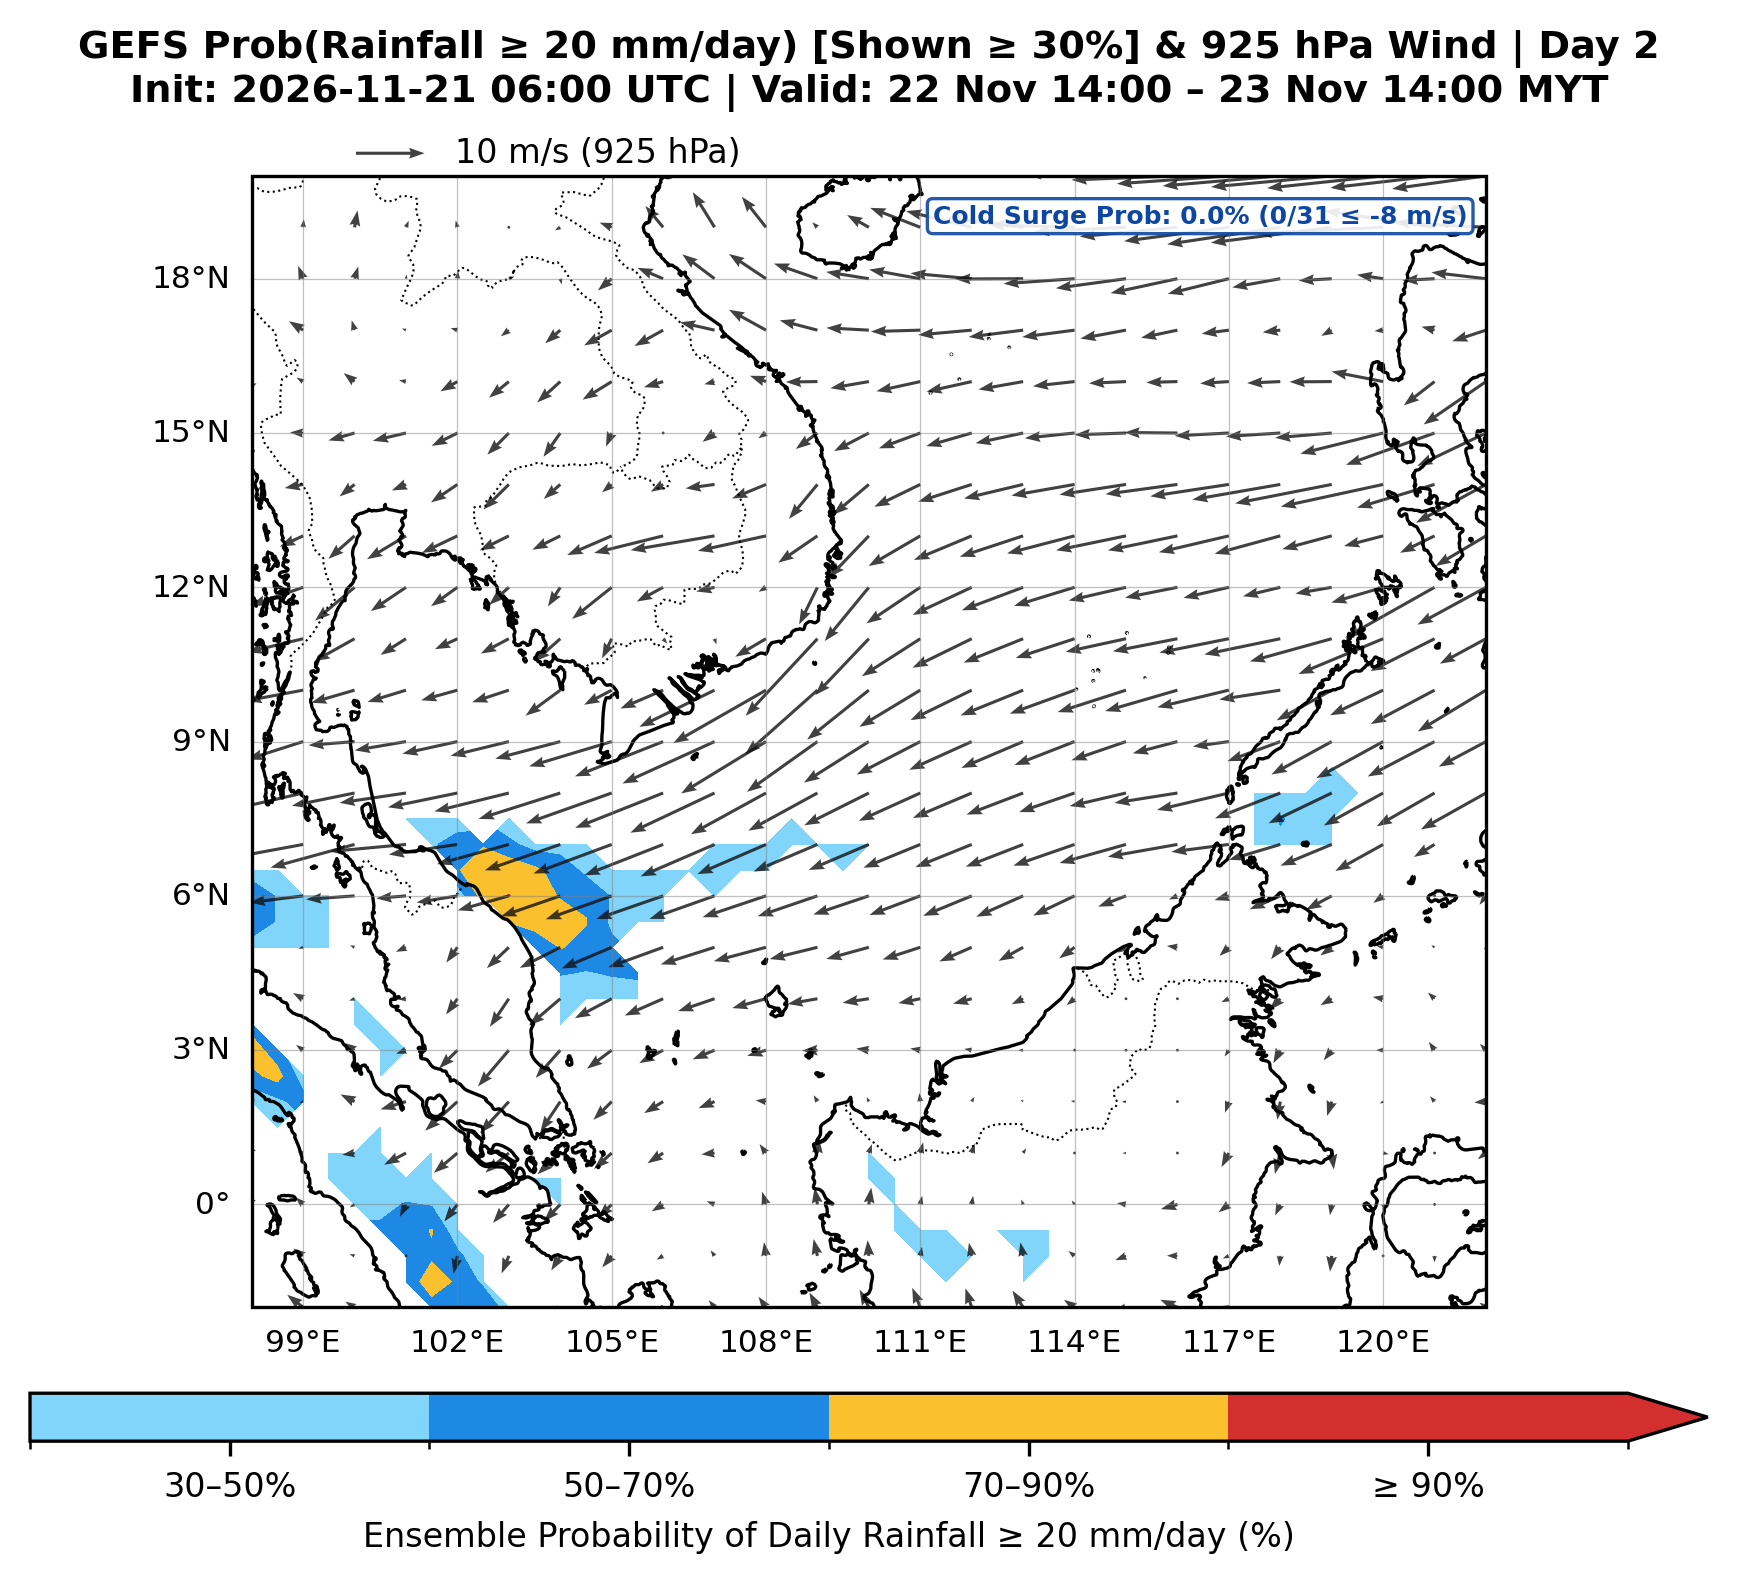 GEFS Prob(Rainfall ≥ 20 mm/day) [Shown ≥ 30%] & 925 hPa Wind | Day 2
Init: 2026-11-21 06:00 UTC | Valid: 22 Nov 14:00 – 23 Nov 14:00 MYT
10 m/s (925 hPa)
Cold Surge Prob: 0.0% (0/31 ≤ -8 m/s)
18°N
15°N
12°N
9°N
6°N
3°N
0°
99°E 102°E 105°E 108°E 111°E 114°E 117°E 120°E
30–50% 50–70% 70–90% ≥ 90%
Ensemble Probability of Daily Rainfall ≥ 20 mm/day (%)